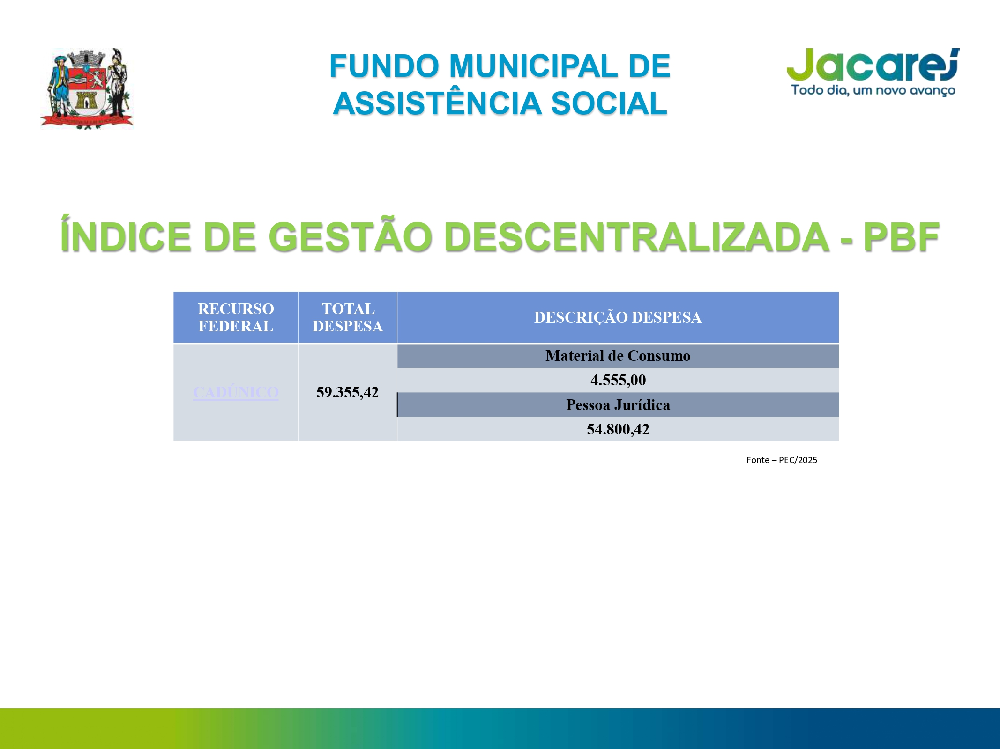 FUNDO MUNICIPAL DE
ASSISTÊNCIA SOCIAL
Jacareí
Todo dia, um novo avanço
ÍNDICE DE GESTÃO DESCENTRALIZADA - PBF
RECURSO
FEDERAL
TOTAL
DESPESA
DESCRIÇÃO DESPESA
CADÚNICO
59.355,42
Material de Consumo
4.555,00
Pessoa Jurídica
54.800,42
Fonte – PEC/2025